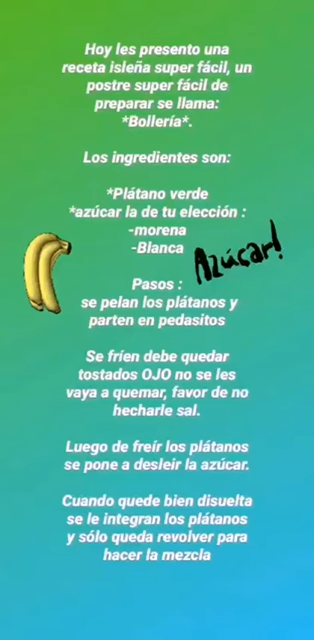 Hoy les presento una
receta isleña super fácil, un
postre super fácil de
preparar se llama:
*Bollería*.
Los ingredientes son:
*Plátano verde
*azúcar la de tu elección :
-morena
-Blanca
Azúcar!
Pasos :
se pelan los plátanos y
parten en pedasitos
Se fríen debe quedar
tostados OJO no se les
vaya a quemar, favor de no
hecharle sal.
Luego de freír los plátanos
se pone a desleir la azúcar.
Cuando quede bien disuelta
se le integran los plátanos
y sólo queda revolver para
hacer la mezcla